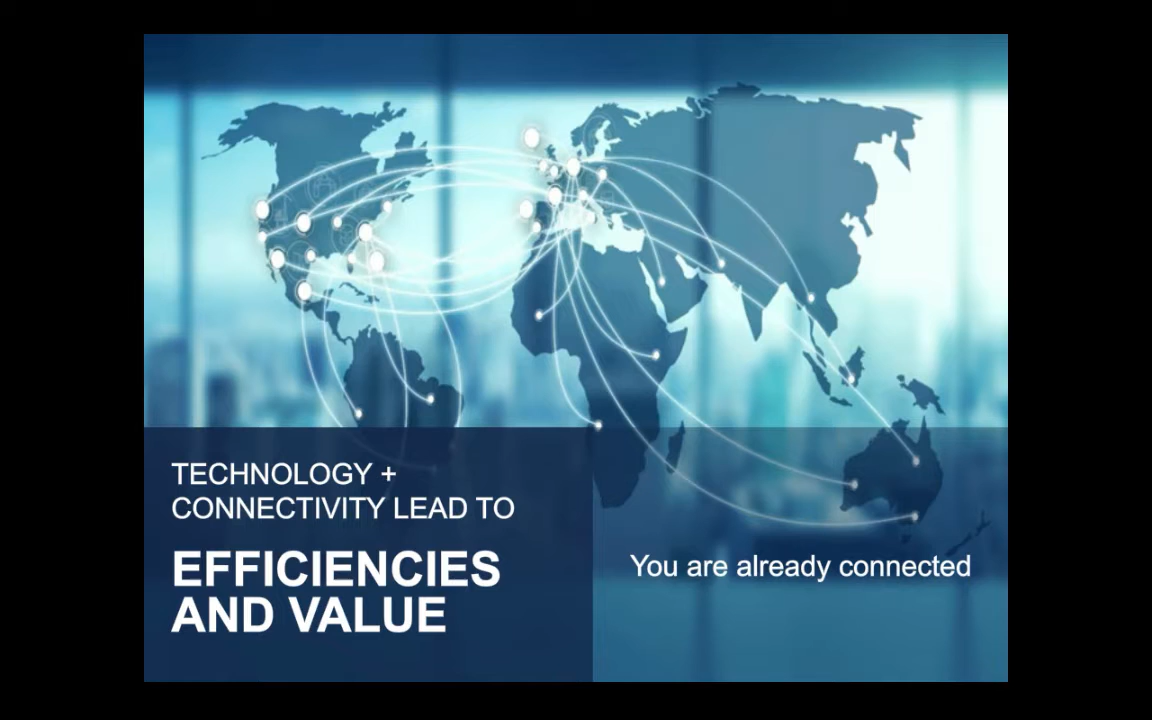 TECHNOLOGY +
CONNECTIVITY LEAD TO
EFFICIENCIES
AND VALUE
You are already connected